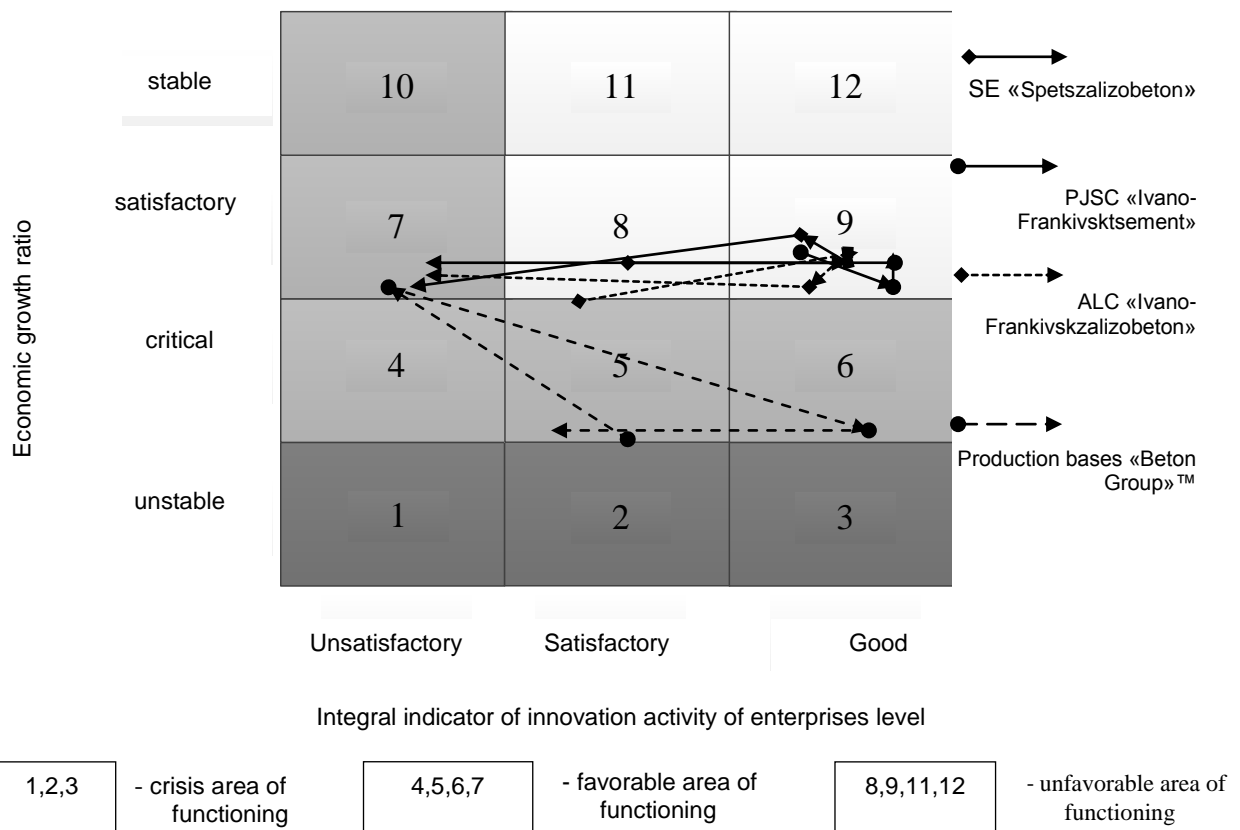 stable
10
11
12
SE «Spetszalizobeton»
satisfactory
7
8
9
PJSC «Ivano-
Frankivsktsement»
Economic growth ratio
critical
4
5
6
ALC «Ivano-
Frankivskzalizobeton»
unstable
1
2
3
Production bases «Beton
Group»™
Unsatisfactory
Satisfactory
Good
Integral indicator of innovation activity of enterprises level
1,2,3
- crisis area of
functioning
4,5,6,7
- favorable area of
functioning
8,9,11,12
- unfavorable area of
functioning